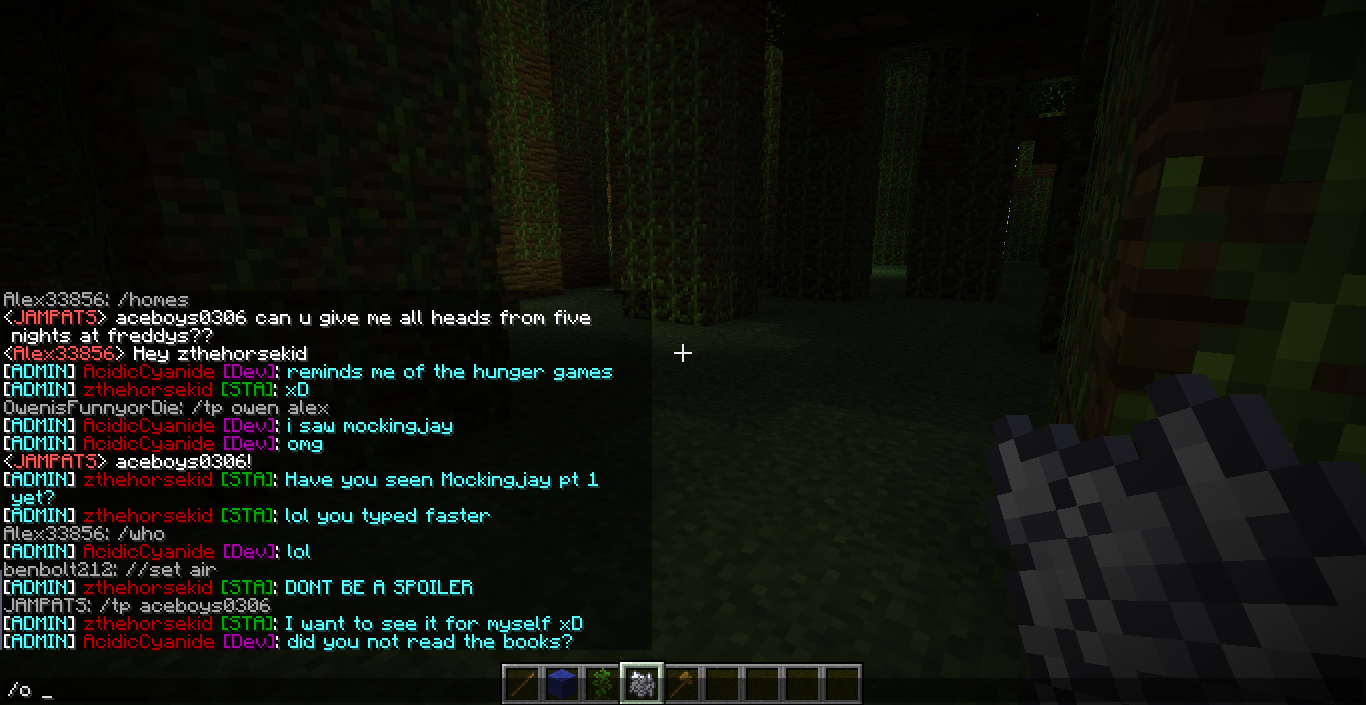 Alex33856: /homes
<JAMPATS> aceboys0306 can u give me all heads from five
nights at freddys??
<Alex33856> Hey zthehorsekid
[ADMIN] AcidicCyanide [Dev]: reminds me of the hunger games
[ADMIN] zthehorsekid [STA]: xD
OwenisFunnyorDie: /tp owen alex
[ADMIN] AcidicCyanide [Dev]: i saw mockingjay
[ADMIN] AcidicCyanide [Dev]: omg
<JAMPATS> aceboys0306!
[ADMIN] zthehorsekid [STA]: Have you seen Mockingjay pt 1
yet?
[ADMIN] zthehorsekid [STA]: lol you typed faster
Alex33856: /who
[ADMIN] AcidicCyanide [Dev]: lol
benbolt212: //set air
[ADMIN] zthehorsekid [STA]: DONT BE A SPOILER
JAMPATS: /tp aceboys0306
[ADMIN] zthehorsekid [STA]: I want to see it for myself xD
[ADMIN] AcidicCyanide [Dev]: did you not read the books?
/o _